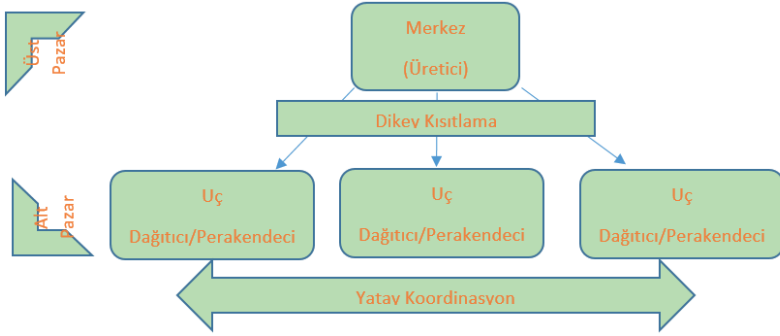 Üst
Pazar
Merkez
(Üretici)
Dikey Kısıtlama
Alt
Pazar
Uç
Dağıtıcı/Perakendeci
Uç
Dağıtıcı/Perakendeci
Uç
Dağıtıcı/Perakendeci
Yatay Koordinasyon